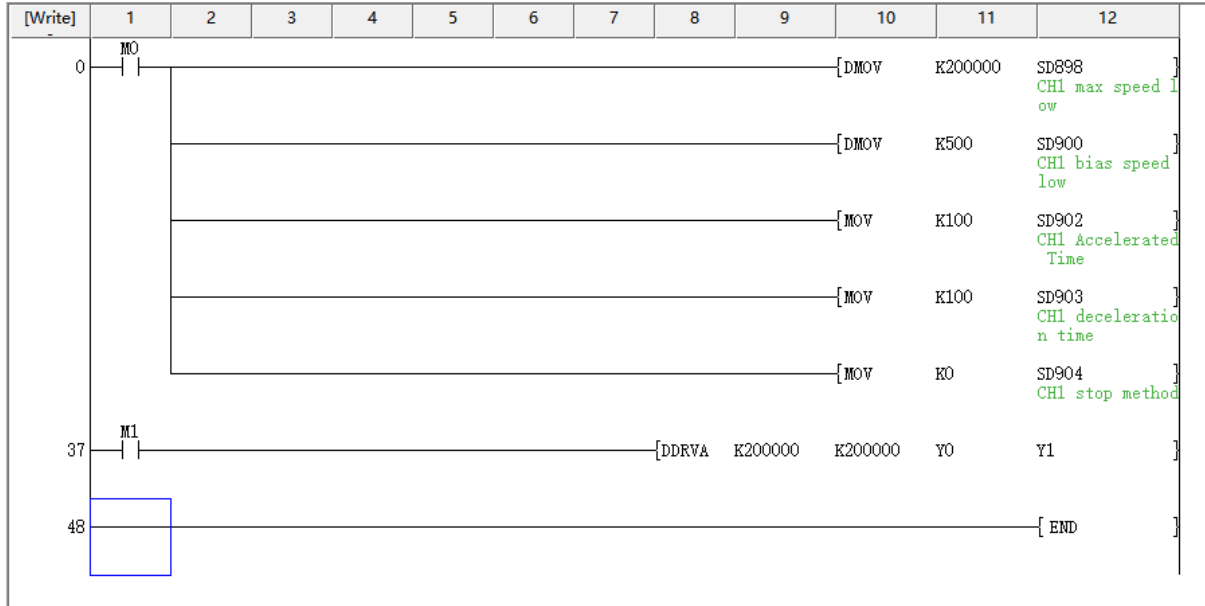 [Write] 1 2 3 4 5 6 7 8 9 10 11 12
M0
0 [DMOV K200000 SD898 ]
CH1 max speed l
ow
[DMOV K500 SD900 ]
CH1 bias speed
low
[MOV K100 SD902 ]
CH1 Accelerated
Time
[MOV K100 SD903 ]
CH1 deceleratio
n time
[MOV K0 SD904 ]
CH1 stop method
M1
37 [DDRVA K200000 K200000 Y0 Y1 ]
48 [ END ]